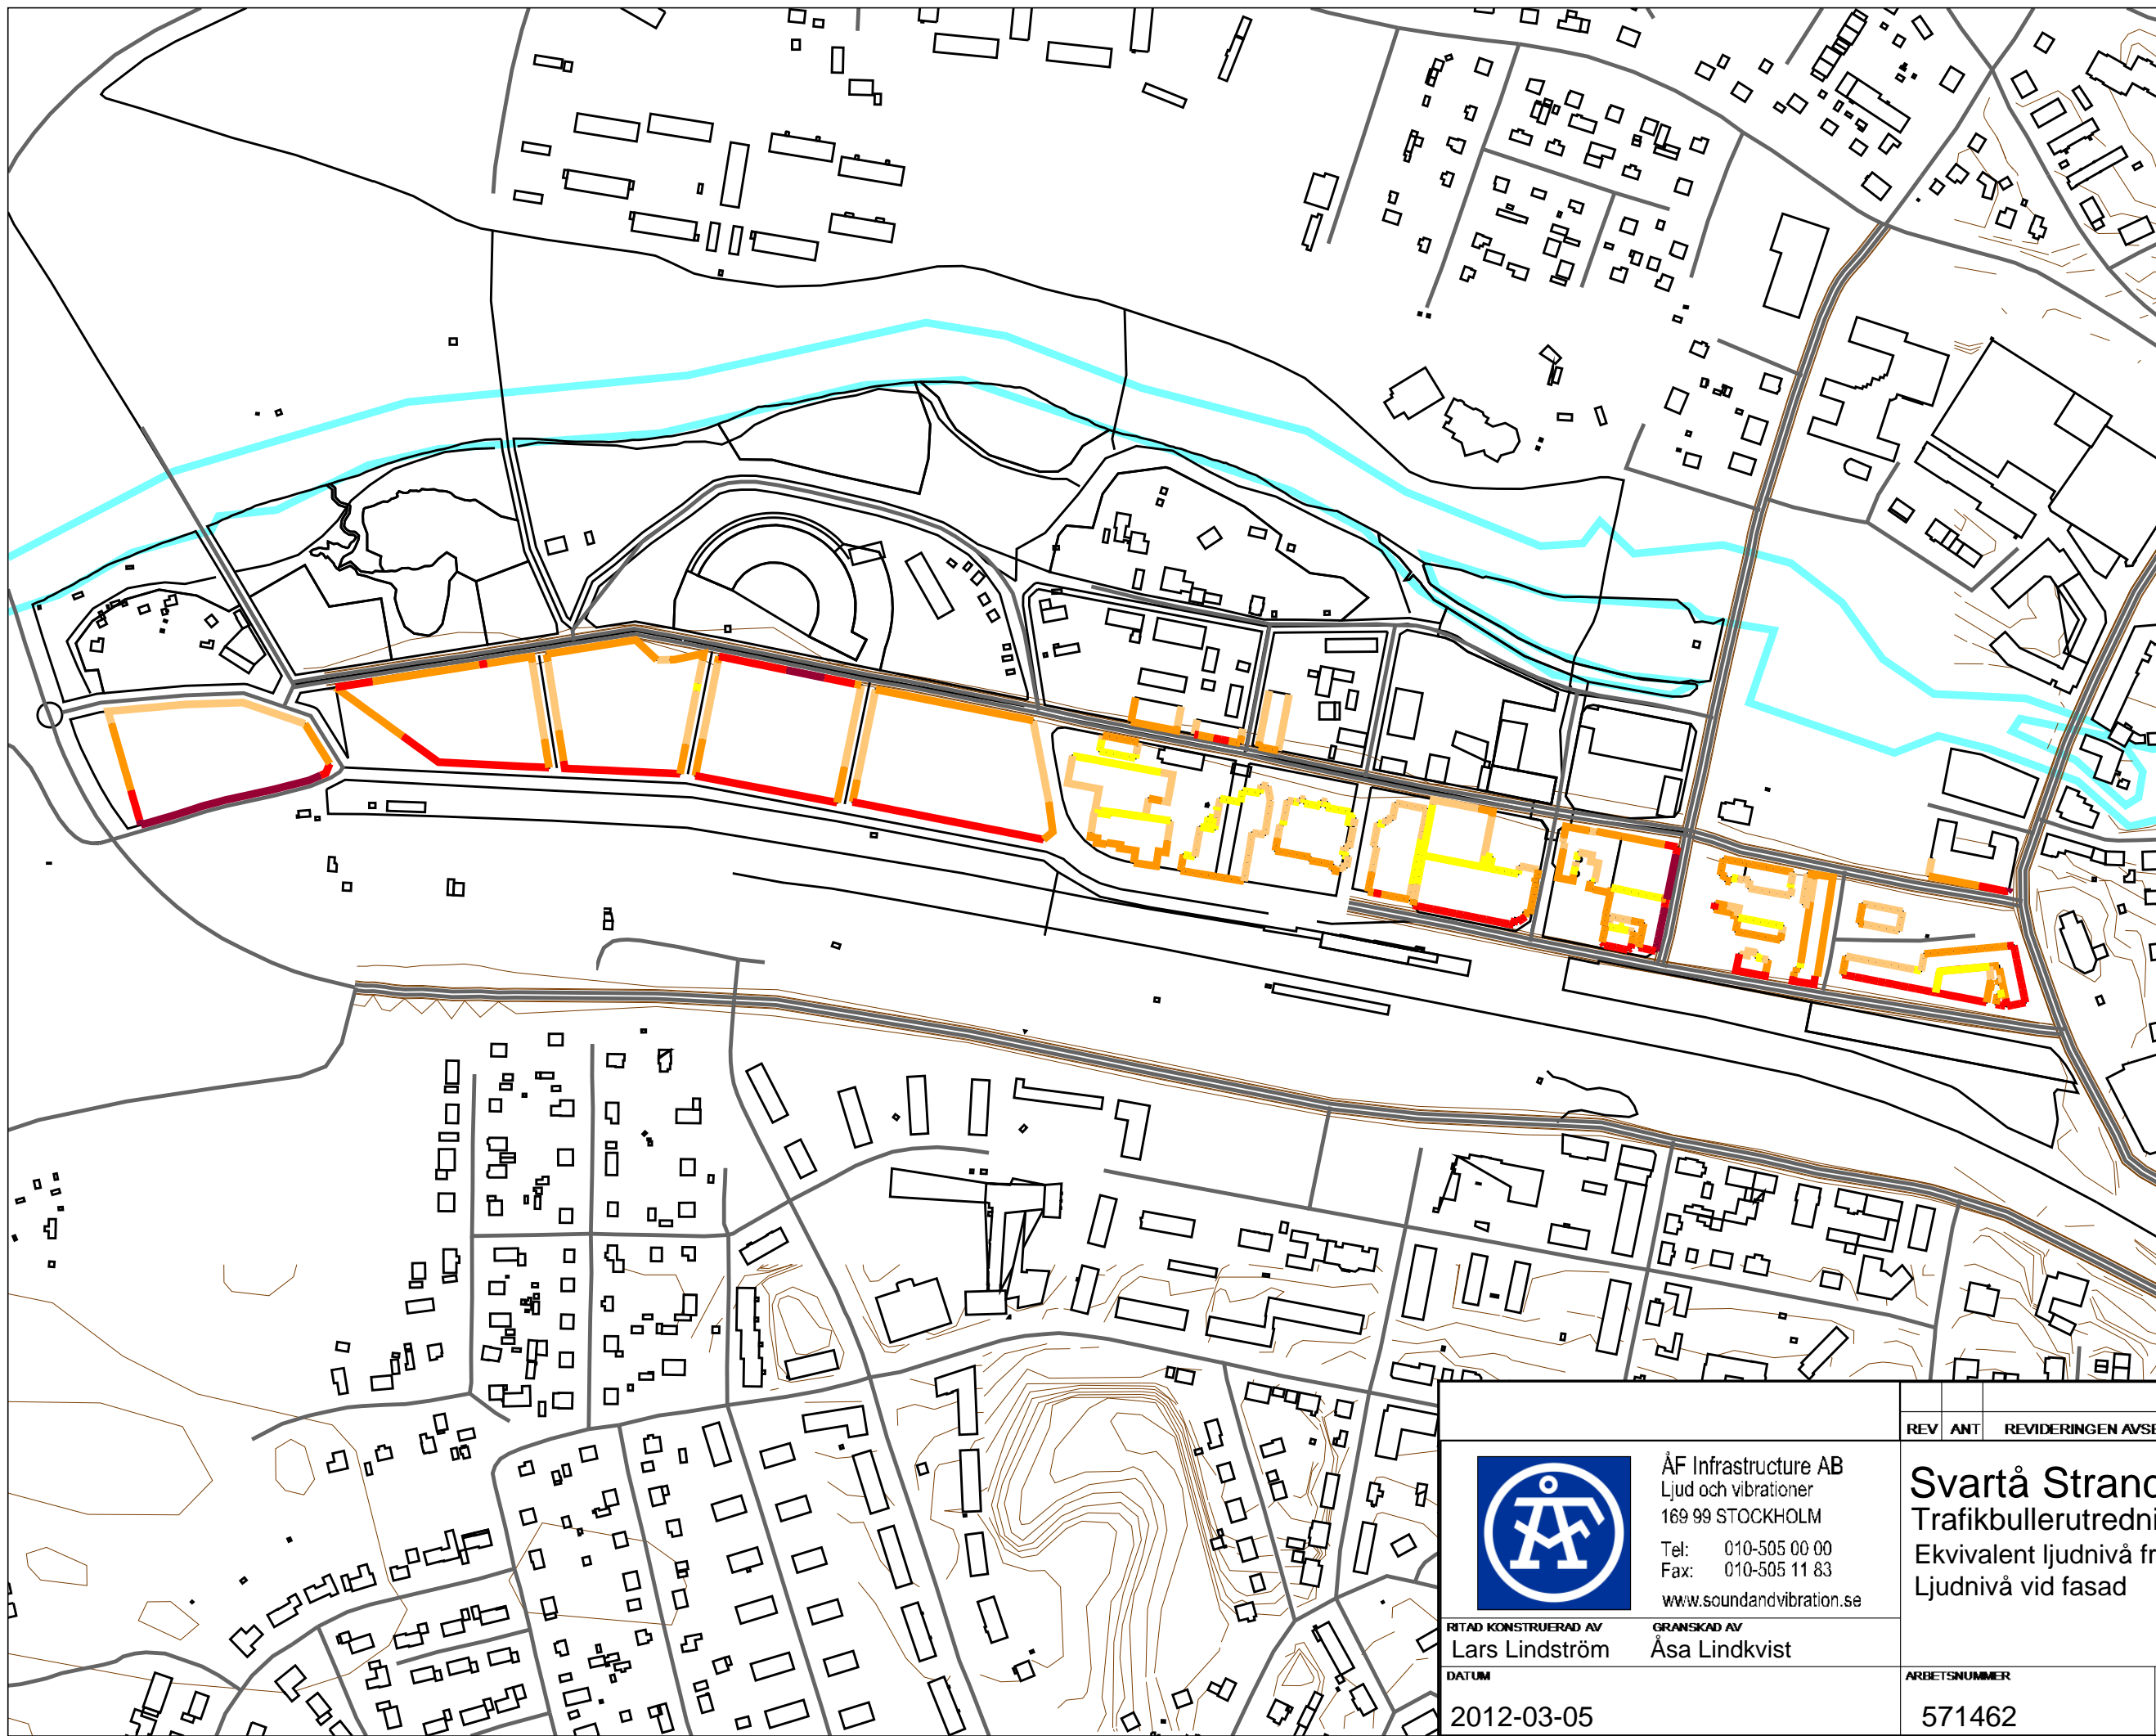 REV ANT REVIDERINGEN AVSE
ÅF Infrastructure AB
Ljud och vibrationer
169 99 STOCKHOLM
Tel: 010-505 00 00
Fax: 010-505 11 83
www.soundandvibration.se
Svartå Strand
Trafikbullerutredni
Ekvivalent ljudnivå fr
Ljudnivå vid fasad
RITAD KONSTRUERAD AV GRANSKAD AV
Lars Lindström Åsa Lindkvist
DATUM ARBETSNUMMER
2012-03-05 571462